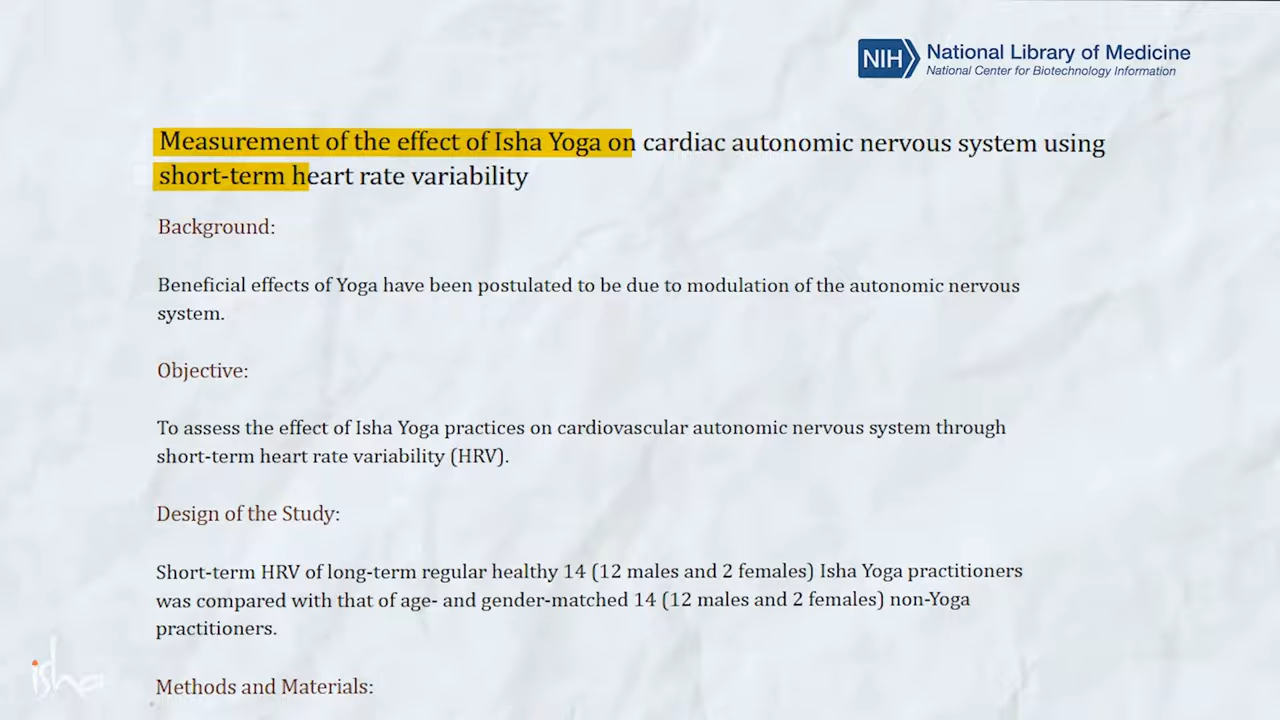 NIH National Library of Medicine
National Center for Biotechnology Information
Measurement of the effect of Isha Yoga on cardiac autonomic nervous system using
short-term heart rate variability
Background:
Beneficial effects of Yoga have been postulated to be due to modulation of the autonomic nervous
system.
Objective:
To assess the effect of Isha Yoga practices on cardiovascular autonomic nervous system through
short-term heart rate variability (HRV).
Design of the Study:
Short-term HRV of long-term regular healthy 14 (12 males and 2 females) Isha Yoga practitioners
was compared with that of age- and gender-matched 14 (12 males and 2 females) non-Yoga
practitioners.
isha
Methods and Materials: